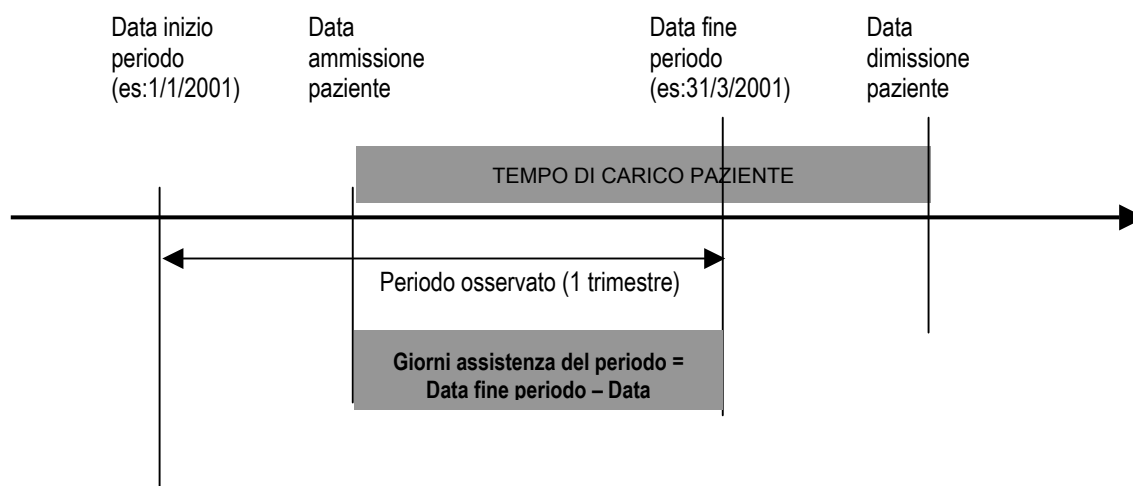 Data inizio
periodo
(es:1/1/2001)
Data
ammissione
paziente
Data fine
periodo
(es:31/3/2001)
Data
dimissione
paziente
TEMPO DI CARICO PAZIENTE
Periodo osservato (1 trimestre)
Giorni assistenza del periodo =
Data fine periodo – Data